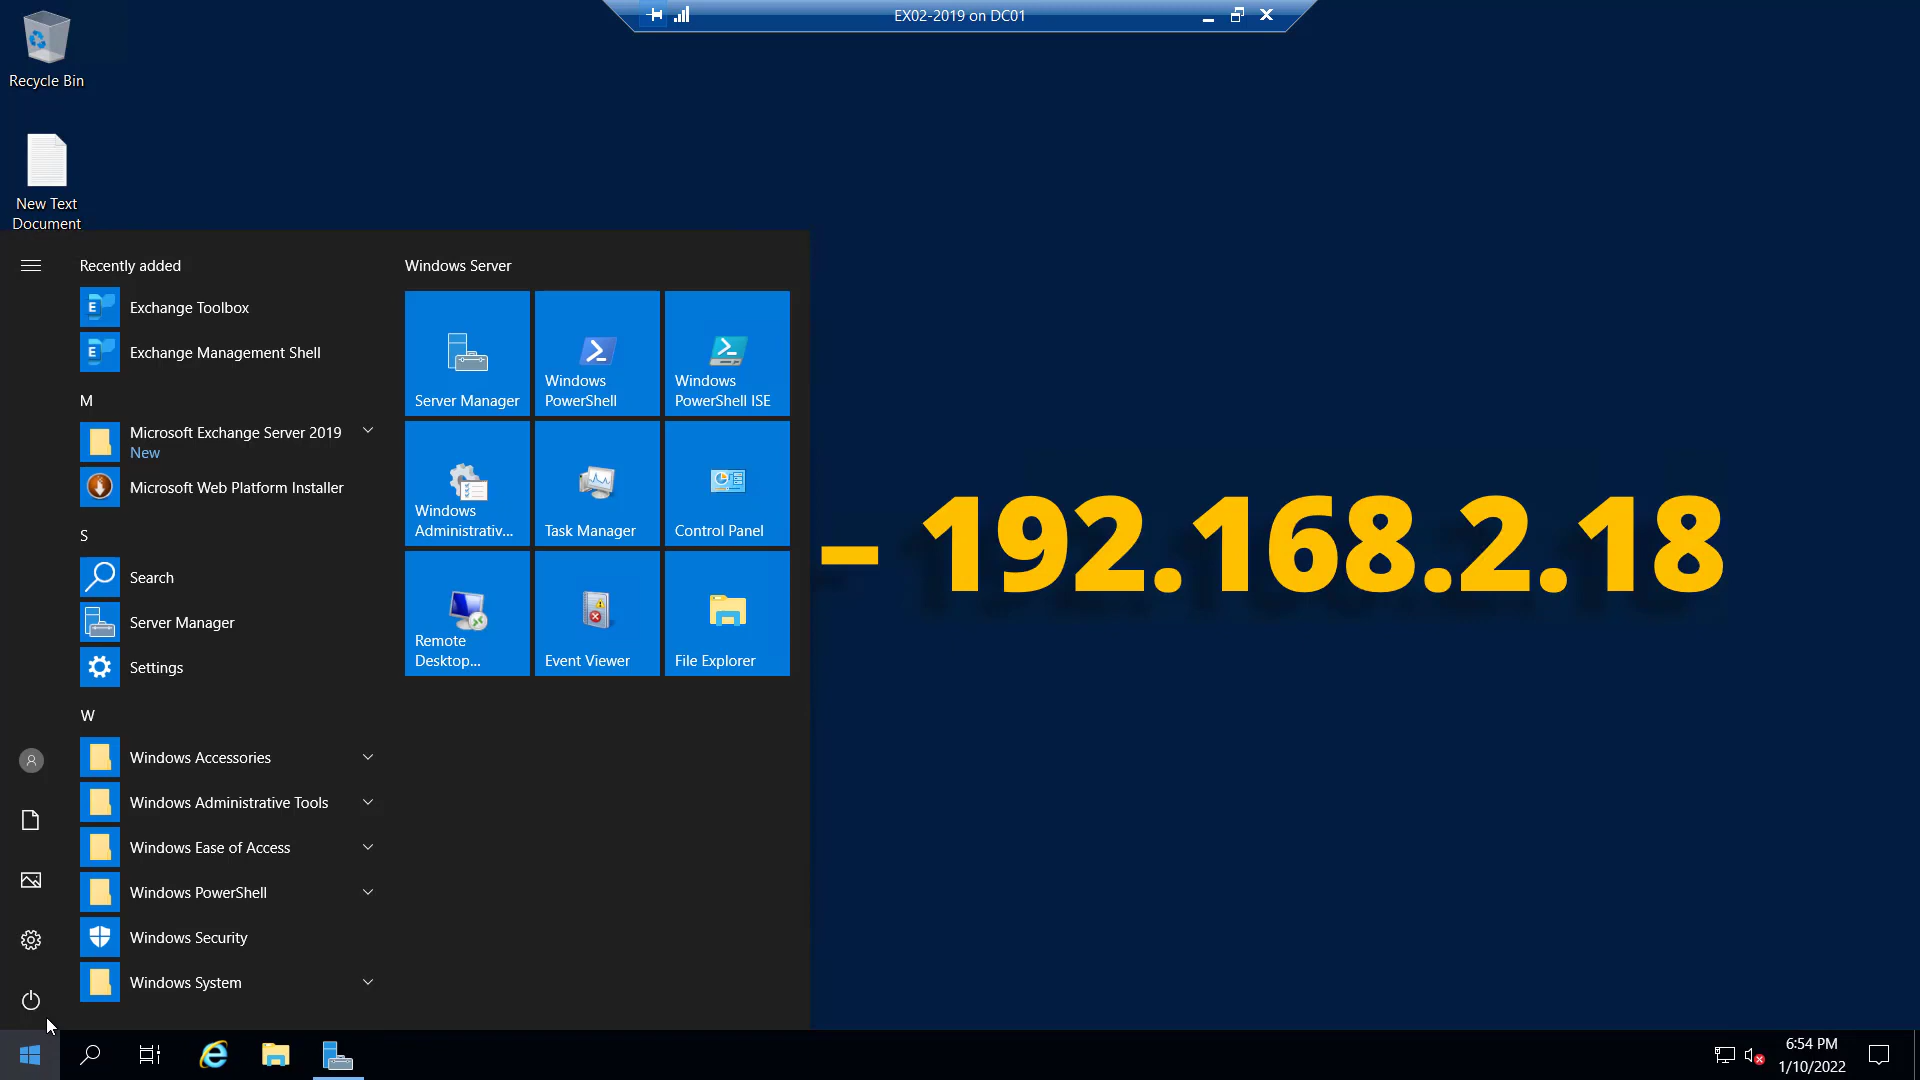 EX02-2019 on DC01
Recycle Bin
New Text
Document
Recently added
Exchange Toolbox
Exchange Management Shell
M
Microsoft Exchange Server 2019
New
Microsoft Web Platform Installer
S
Search
Server Manager
Settings
W
Windows Accessories
Windows Administrative Tools
Windows Ease of Access
Windows PowerShell
Windows Security
Windows System
Windows Server
Server Manager
Windows
PowerShell
Windows
PowerShell ISE
Windows
Administrativ...
Task Manager
Control Panel
Remote
Desktop...
Event Viewer
File Explorer
– 192.168.2.18
6:54 PM
1/10/2022